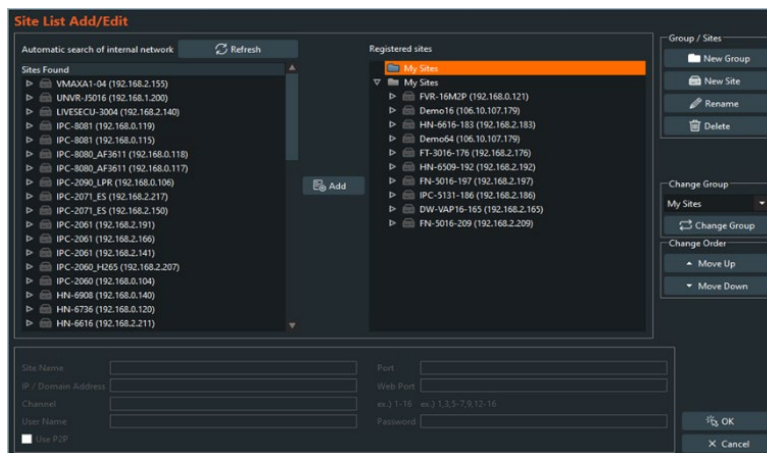 Site List Add/Edit
Automatic search of internal network
Refresh
Sites Found
VMAXA1-04 (192.168.2.155)
UNVR-J5016 (192.168.1.200)
LIVESECU-3004 (192.168.2.140)
IPC-8081 (192.168.0.119)
IPC-8081 (192.168.0.115)
IPC-8080_AF3611 (192.168.0.118)
IPC-8080_AF3611 (192.168.0.117)
IPC-2090_LPR (192.168.0.106)
IPC-2071_ES (192.168.2.217)
IPC-2071_ES (192.168.2.150)
IPC-2061 (192.168.2.191)
IPC-2061 (192.168.2.166)
IPC-2061 (192.168.2.141)
IPC-2060_H265 (192.168.2.207)
IPC-2060 (192.168.0.104)
HN-6908 (192.168.0.140)
HN-6736 (192.168.0.120)
HN-6616 (192.168.2.211)
Add
Registered sites
My Sites
My Sites
FVR-16M2P (192.168.0.121)
Demo16 (106.10.107.179)
HN-6616-183 (192.168.2.183)
Demo64 (106.10.107.179)
FT-3016-176 (192.168.2.176)
HN-6509-192 (192.168.2.192)
FN-5016-197 (192.168.2.197)
IPC-5131-186 (192.168.2.186)
DW-VAP16-165 (192.168.2.165)
FN-5016-209 (192.168.2.209)
Group / Sites
New Group
New Site
Rename
Delete
Change Group
My Sites
Change Group
Change Order
Move Up
Move Down
Site Name
Port
IP / Domain Address
Web Port
Channel
ex.) 1-16 ex.) 1,3,5-7,9,12-16
User Name
Password
Use P2P
OK
Cancel